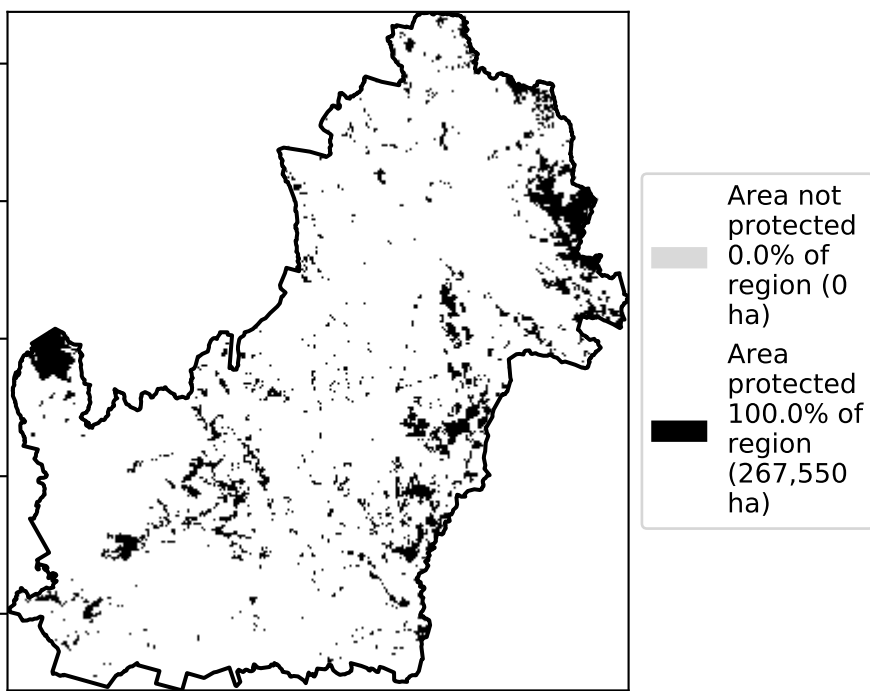 Area not
protected
0.0% of
region (0
ha)
Area
protected
100.0% of
region
(267,550
ha)